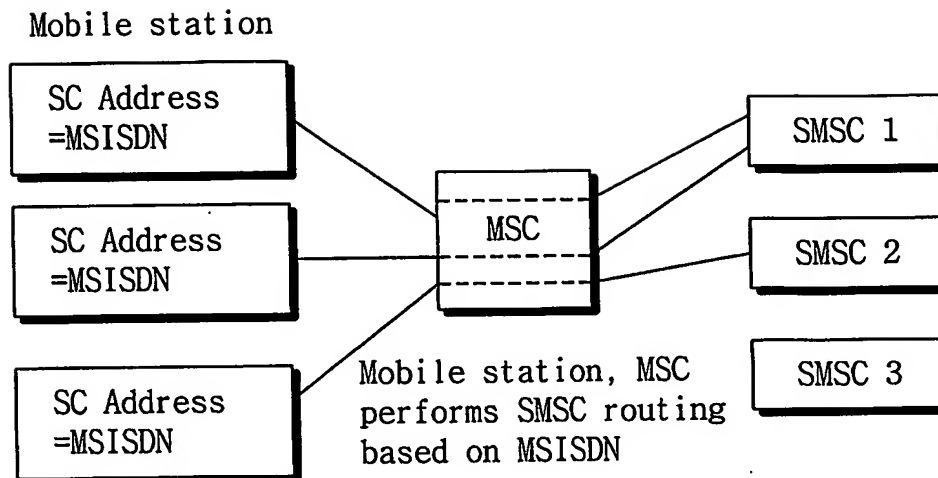 Mobile station
SC Address
=MSISDN
SC Address
=MSISDN
SC Address
=MSISDN
MSC
SMSC 1
SMSC 2
SMSC 3
Mobile station, MSC
performs SMSC routing
based on MSISDN